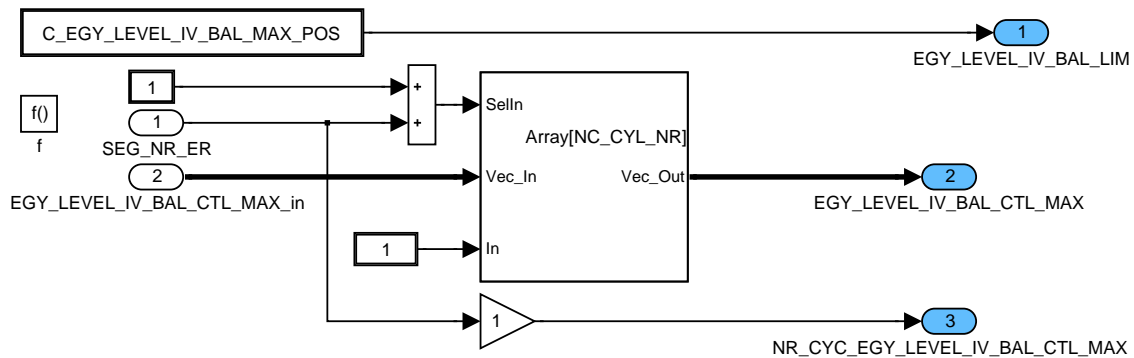 C_EGY_LEVEL_IV_BAL_MAX_POS
1
EGY_LEVEL_IV_BAL_LIM
1
+
+
f()
f
1
SEG_NR_ER
2
EGY_LEVEL_IV_BAL_CTL_MAX_in
SelIn
Array[NC_CYL_NR]
Vec_In
Vec_Out
In
1
2
EGY_LEVEL_IV_BAL_CTL_MAX
1
3
NR_CYC_EGY_LEVEL_IV_BAL_CTL_MAX